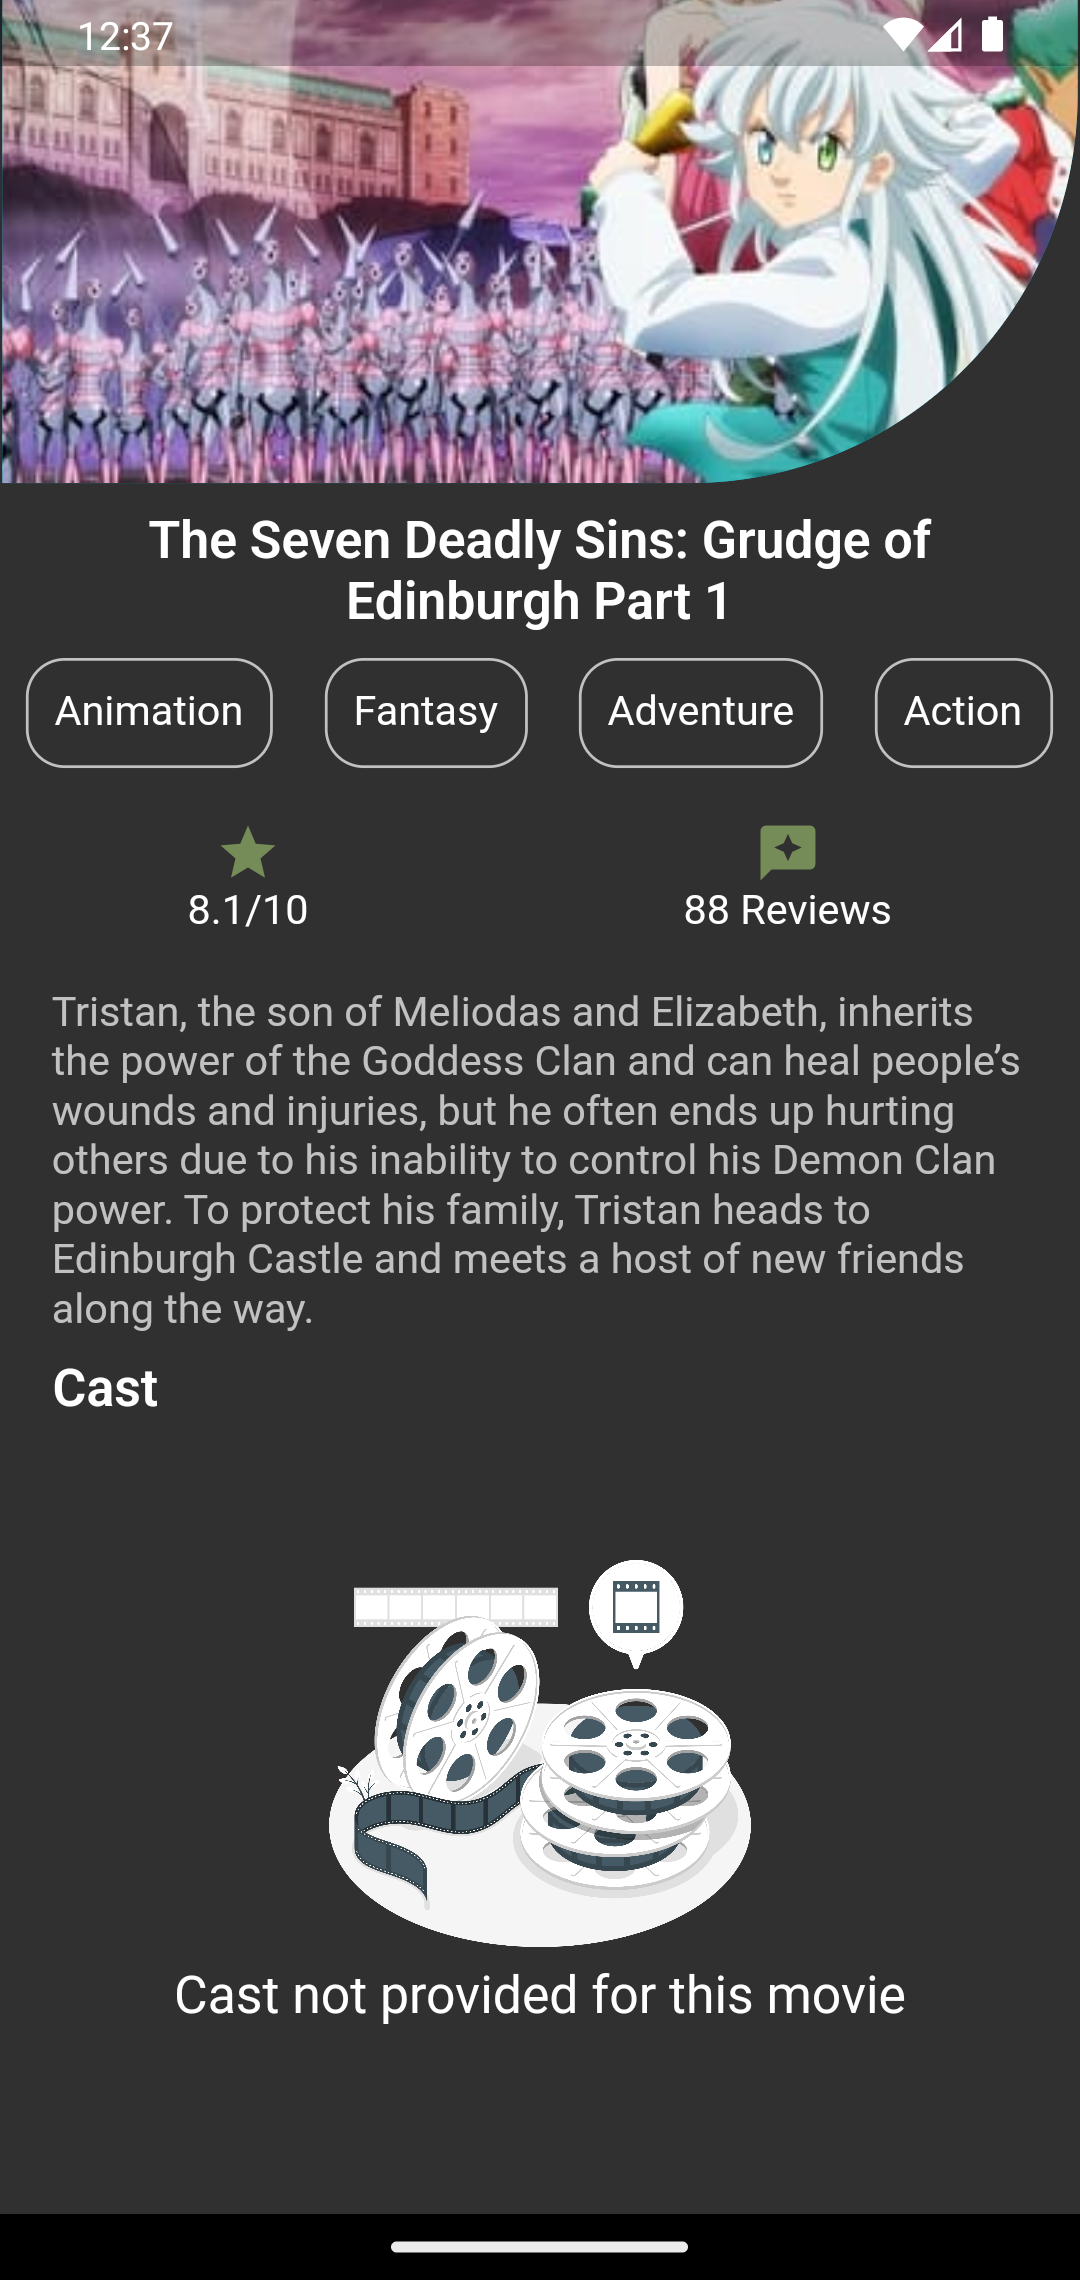 12:37
The Seven Deadly Sins: Grudge of
Edinburgh Part 1
Animation Fantasy Adventure Action
8.1/10 88 Reviews
Tristan, the son of Meliodas and Elizabeth, inherits
the power of the Goddess Clan and can heal people’s
wounds and injuries, but he often ends up hurting
others due to his inability to control his Demon Clan
power. To protect his family, Tristan heads to
Edinburgh Castle and meets a host of new friends
along the way.
Cast
Cast not provided for this movie